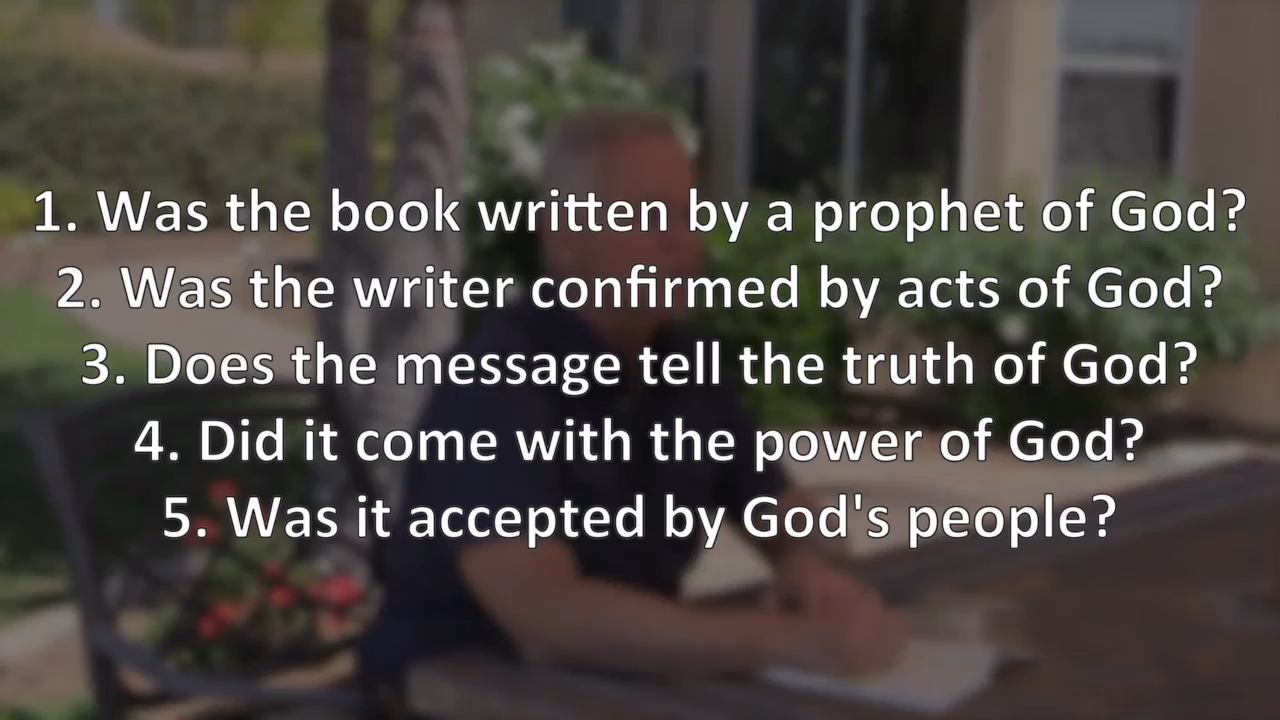 1. Was the book written by a prophet of God?
2. Was the writer confirmed by acts of God?
3. Does the message tell the truth of God?
4. Did it come with the power of God?
5. Was it accepted by God's people?